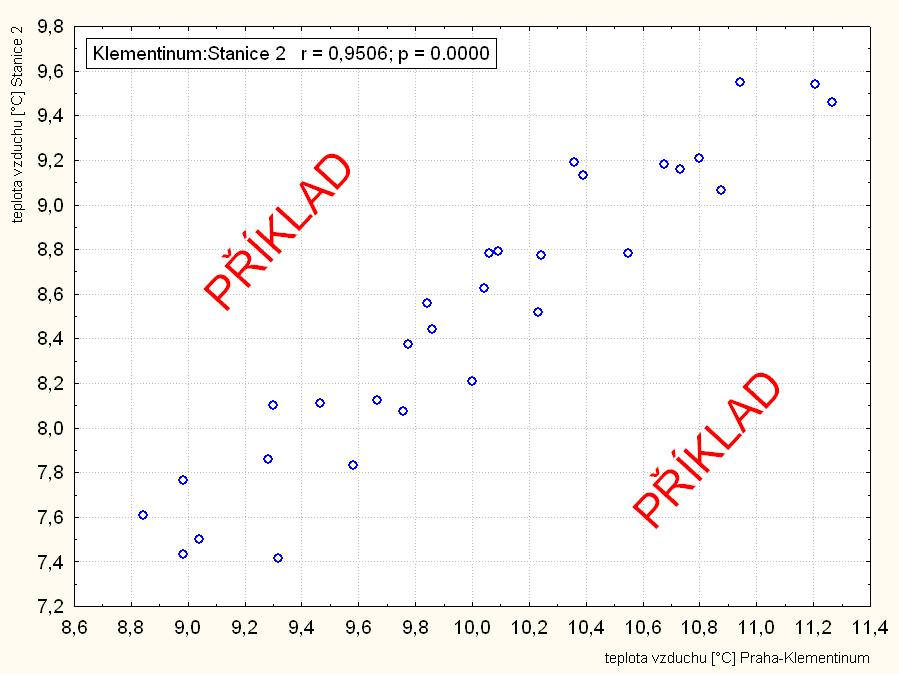 teplota vzduchu [°C] Stanice 2
9,8
9,6
9,4
9,2
9,0
8,8
8,6
8,4
8,2
8,0
7,8
7,6
7,4
7,2
Klementinum:Stanice 2 r = 0,9506; p = 0.0000
PŘÍKLAD
PŘÍKLAD
8,6 8,8 9,0 9,2 9,4 9,6 9,8 10,0 10,2 10,4 10,6 10,8 11,0 11,2 11,4
teplota vzduchu [°C] Praha-Klementinum